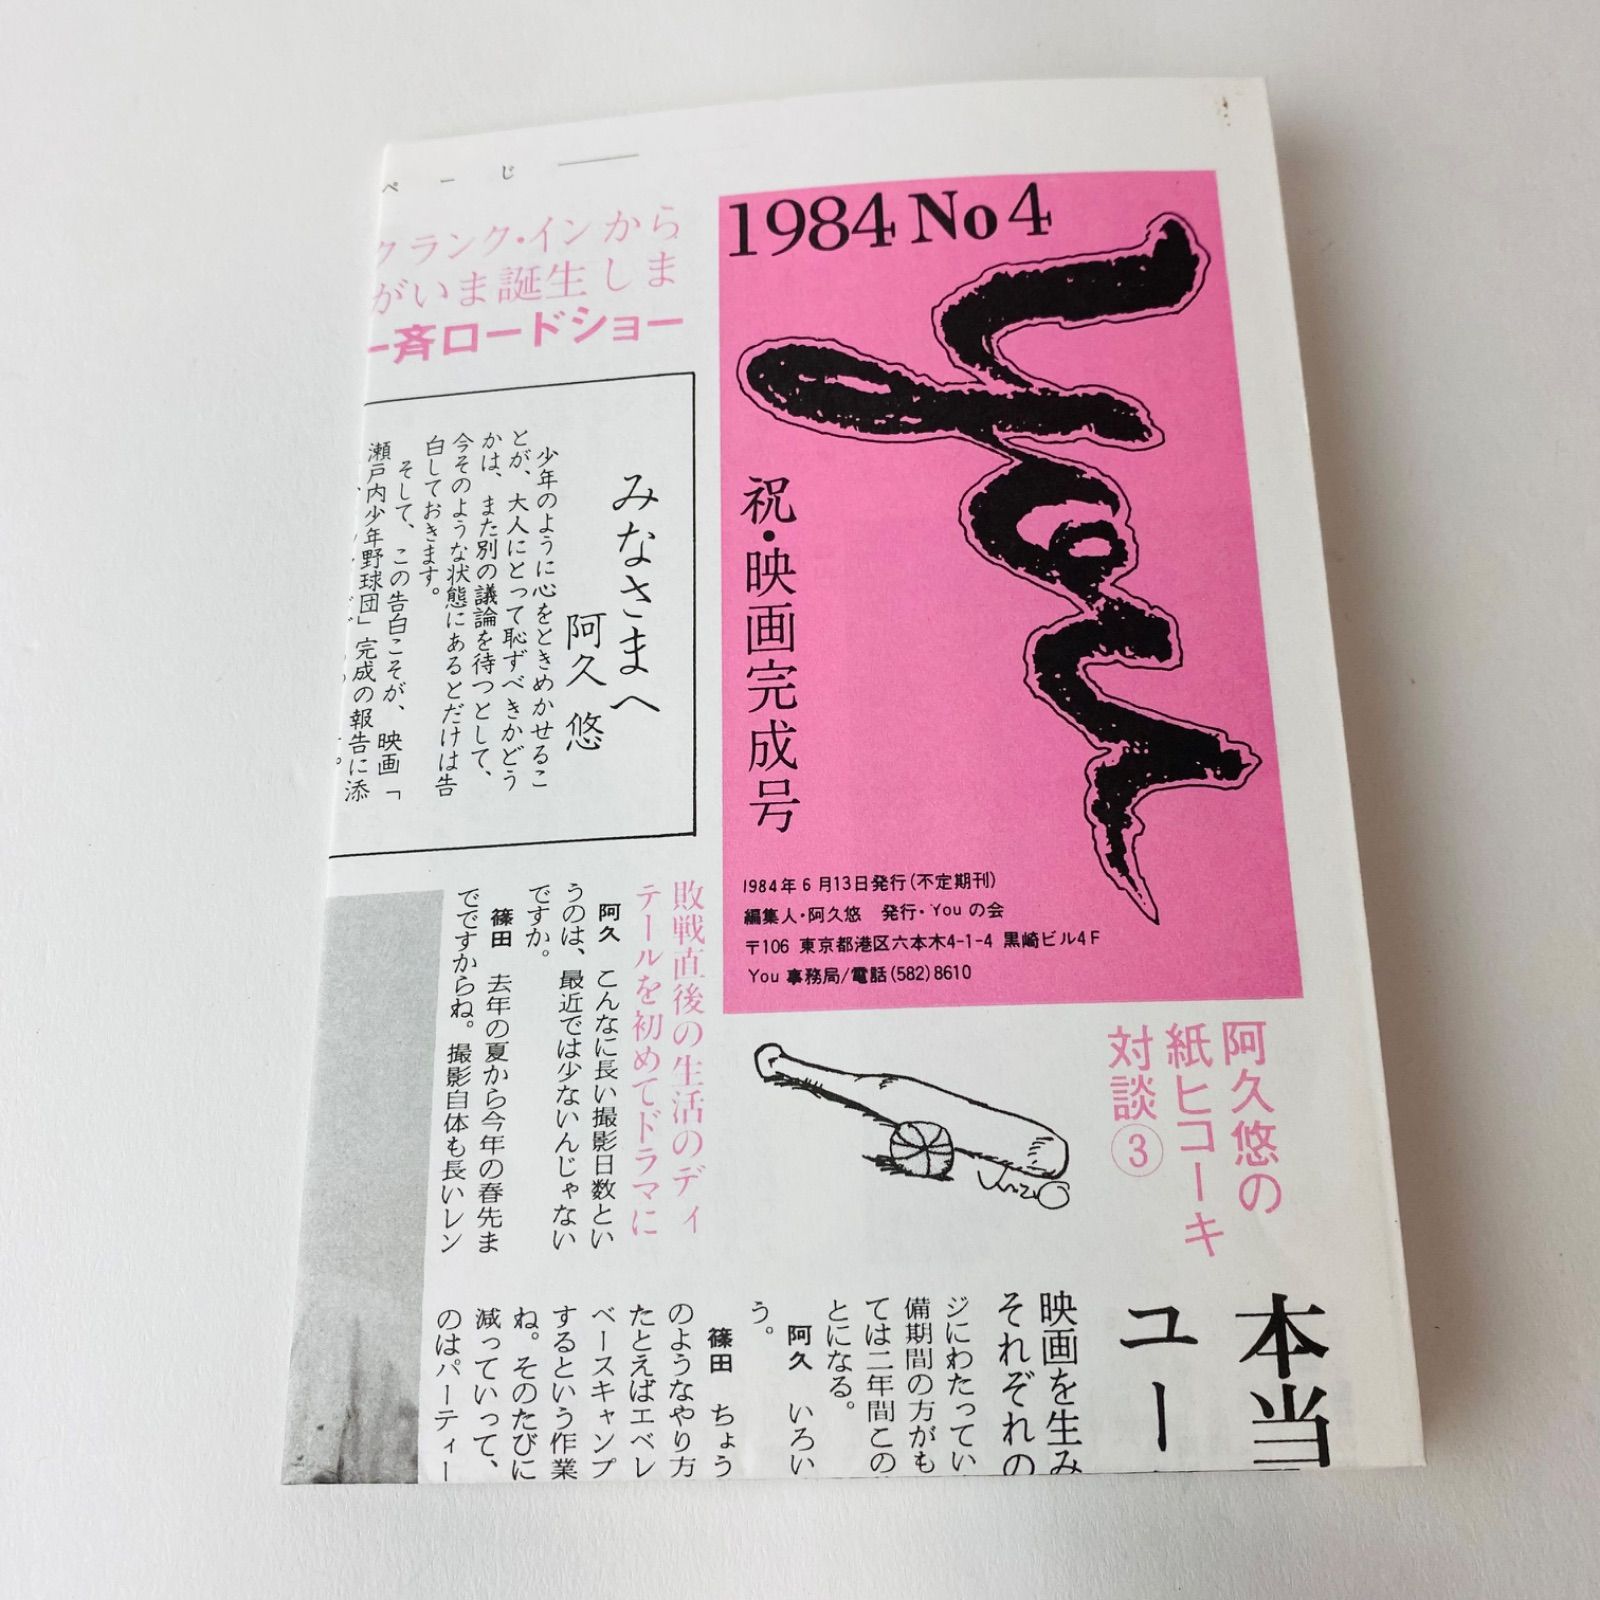 ぺーじ
クランク・インから
がいま誕生しま
一斉ロードショー
1984 No 4
You
祝・映画完成号
1984年6月13日発行(不定期刊)
編集人・阿久悠 発行・Youの会
〒106 東京都港区六本木4-1-4 黒崎ビル4F
You事務局/電話(582)8610
みなさまへ
阿久 悠
少年のように心をときめかせるこ
とが、大人にとって恥ずべきかどう
かは、また別の議論を待つとして、
今そのような状態にあるとだけは告
白しておきます。
そして、この告白こそが、映画「
瀬戸内少年野球団」完成の報告に添
阿久悠の
紙ヒコーキ
対談③
本当
ユー
映画を生み
それぞれの
敗戦直後の生活のディ
テールを初めてドラマに
阿久 こんなに長い撮影日数とい
うのは、最近では少ないんじゃない
ですか。
篠田 去年の夏から今年の春先ま
でですからね。撮影自体も長いレン
ジにわたってい
備期間の方がも
ては二年間この
とになる。
阿久 いろい
う。
篠田 ちょう
のようなやり方
たとえばエベレ
ベースキャンプ
するという作業
ね。そのたびに
減っていって、
のはパーティー